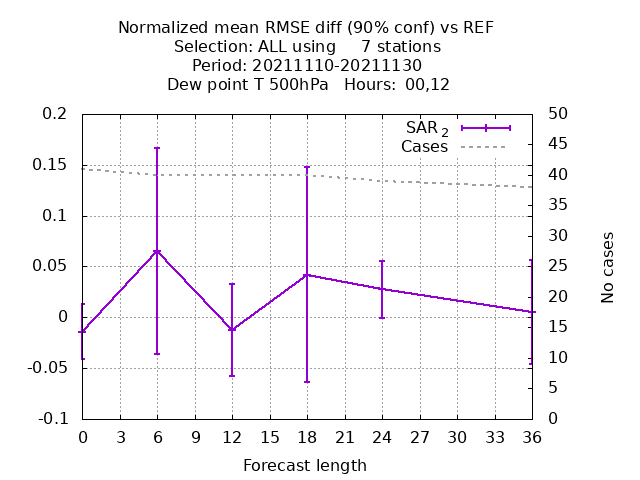 Normalized mean RMSE diff (90% conf) vs REF
Selection: ALL using 7 stations
Period: 20211110-20211130
Dew point T 500hPa Hours: 00,12
SAR 2
Cases
0.2
0.15
0.1
0.05
0
-0.05
-0.1
50
45
40
35
30
25
20
15
10
5
0
No cases
0 3 6 9 12 15 18 21 24 27 30 33 36
Forecast length